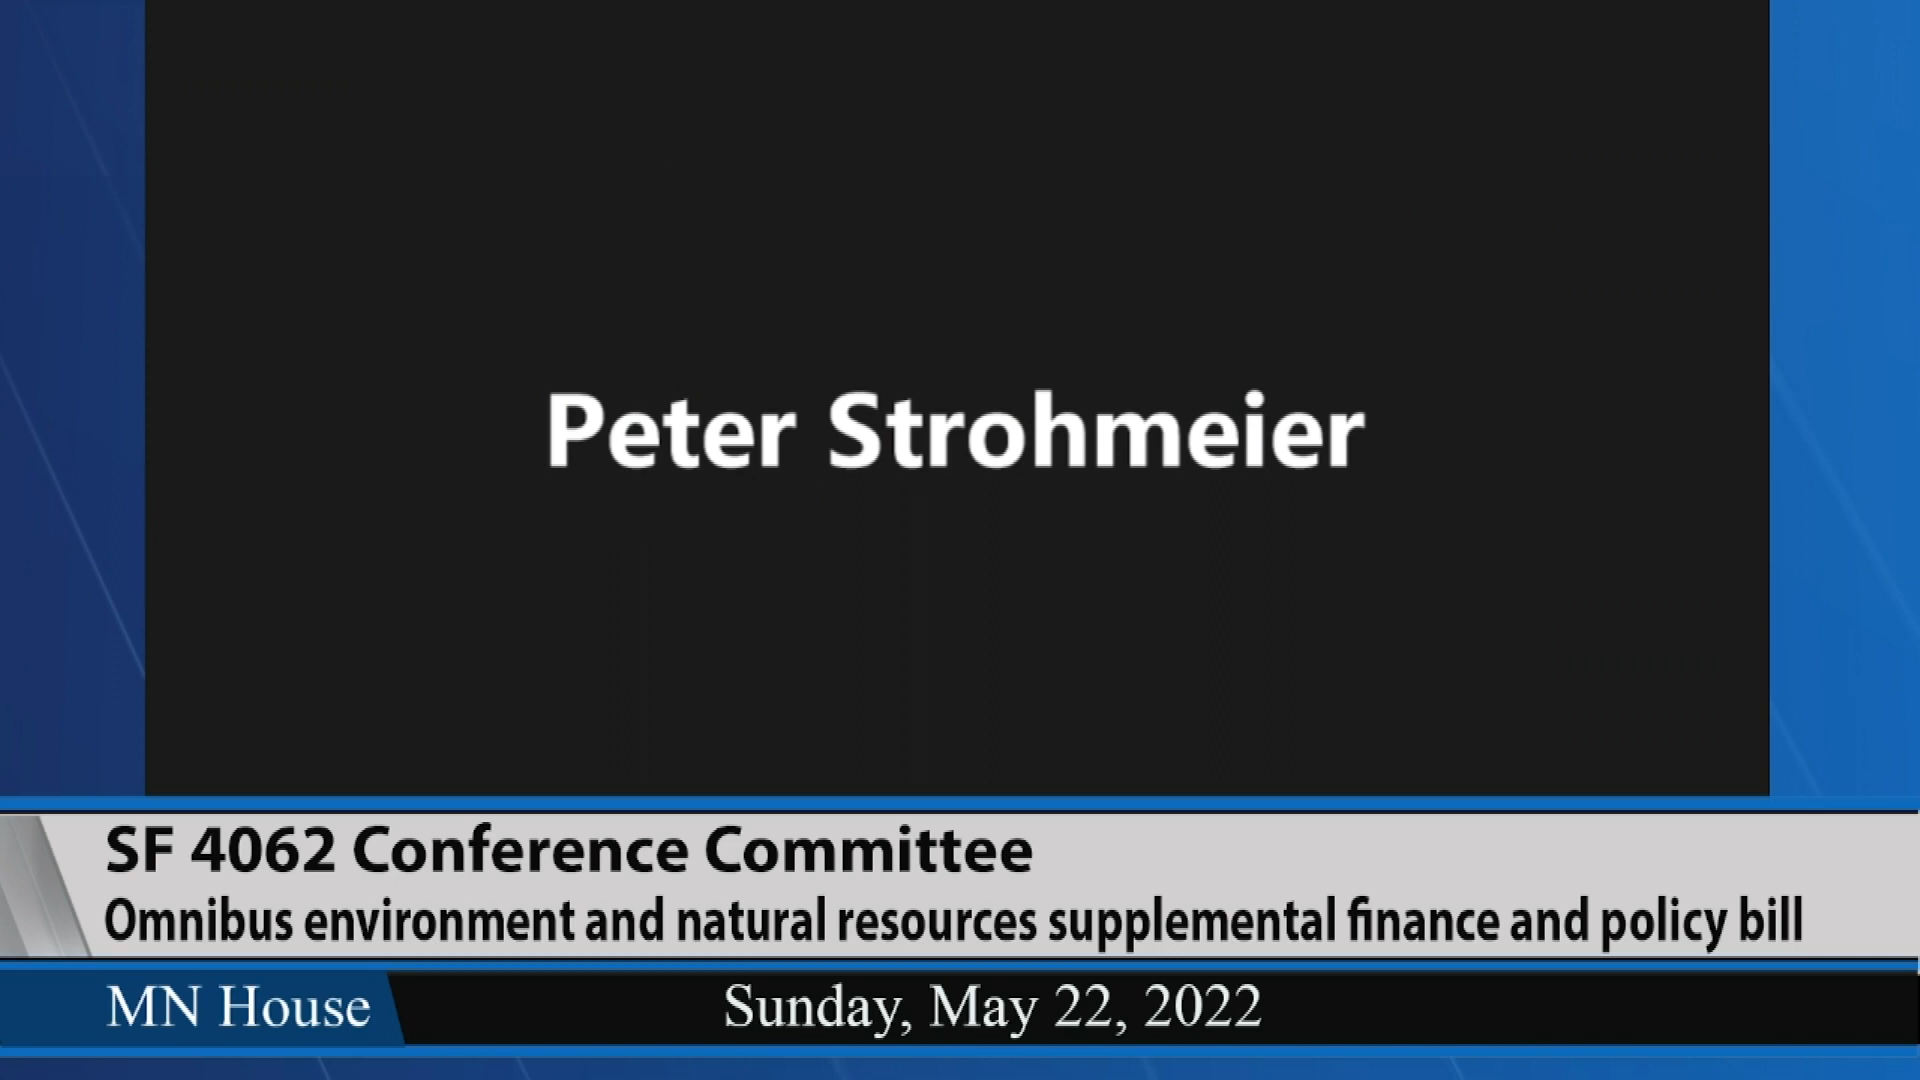 Peter Strohmeier
SF 4062 Conference Committee
Omnibus environment and natural resources supplemental finance and policy bill
MN House
Sunday, May 22, 2022